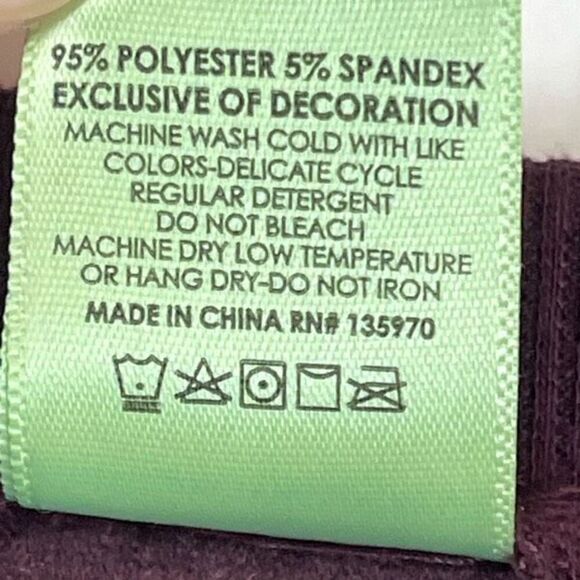 95% POLYESTER 5% SPANDEX
EXCLUSIVE OF DECORATION
MACHINE WASH COLD WITH LIKE
COLORS-DELICATE CYCLE
REGULAR DETERGENT
DO NOT BLEACH
MACHINE DRY LOW TEMPERATURE
OR HANG DRY-DO NOT IRON
MADE IN CHINA RN# 135970